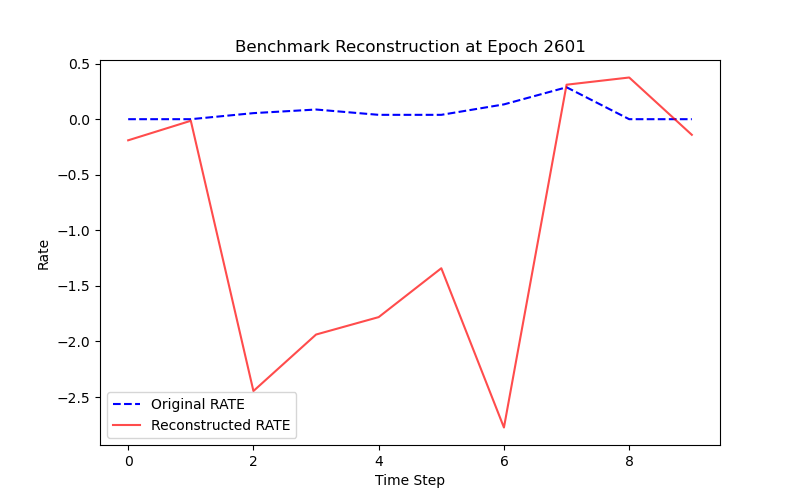 Benchmark Reconstruction at Epoch 2601
0.5
0.0
−0.5
−1.0
−1.5
−2.0
−2.5
Rate
Original RATE
Reconstructed RATE
0 2 4 6 8
Time Step